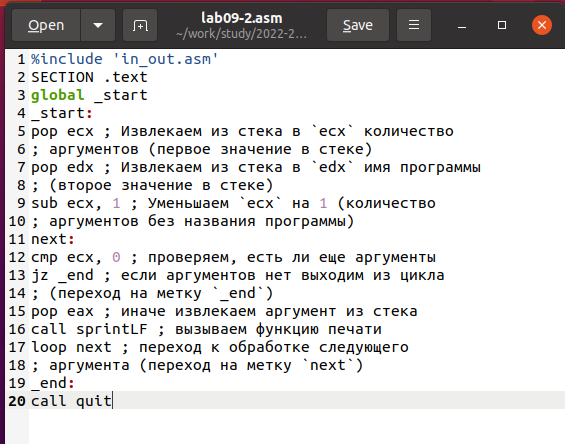 Open
lab09-2.asm
~/work/study/2022-2...
Save
1 %include 'in_out.asm'
2 SECTION .text
3 global _start
4 _start:
5 pop ecx ; Извлекаем из стека в `ecx` количество
6 ; аргументов (первое значение в стеке)
7 pop edx ; Извлекаем из стека в `edx` имя программы
8 ; (второе значение в стеке)
9 sub ecx, 1 ; Уменьшаем `ecx` на 1 (количество
10 ; аргументов без названия программы)
11 next:
12 cmp ecx, 0 ; проверяем, есть ли еще аргументы
13 jz _end ; если аргументов нет выходим из цикла
14 ; (переход на метку `_end`)
15 pop eax ; иначе извлекаем аргумент из стека
16 call sprintLF ; вызываем функцию печати
17 loop next ; переход к обработке следующего
18 ; аргумента (переход на метку `next`)
19 _end:
20 call quit